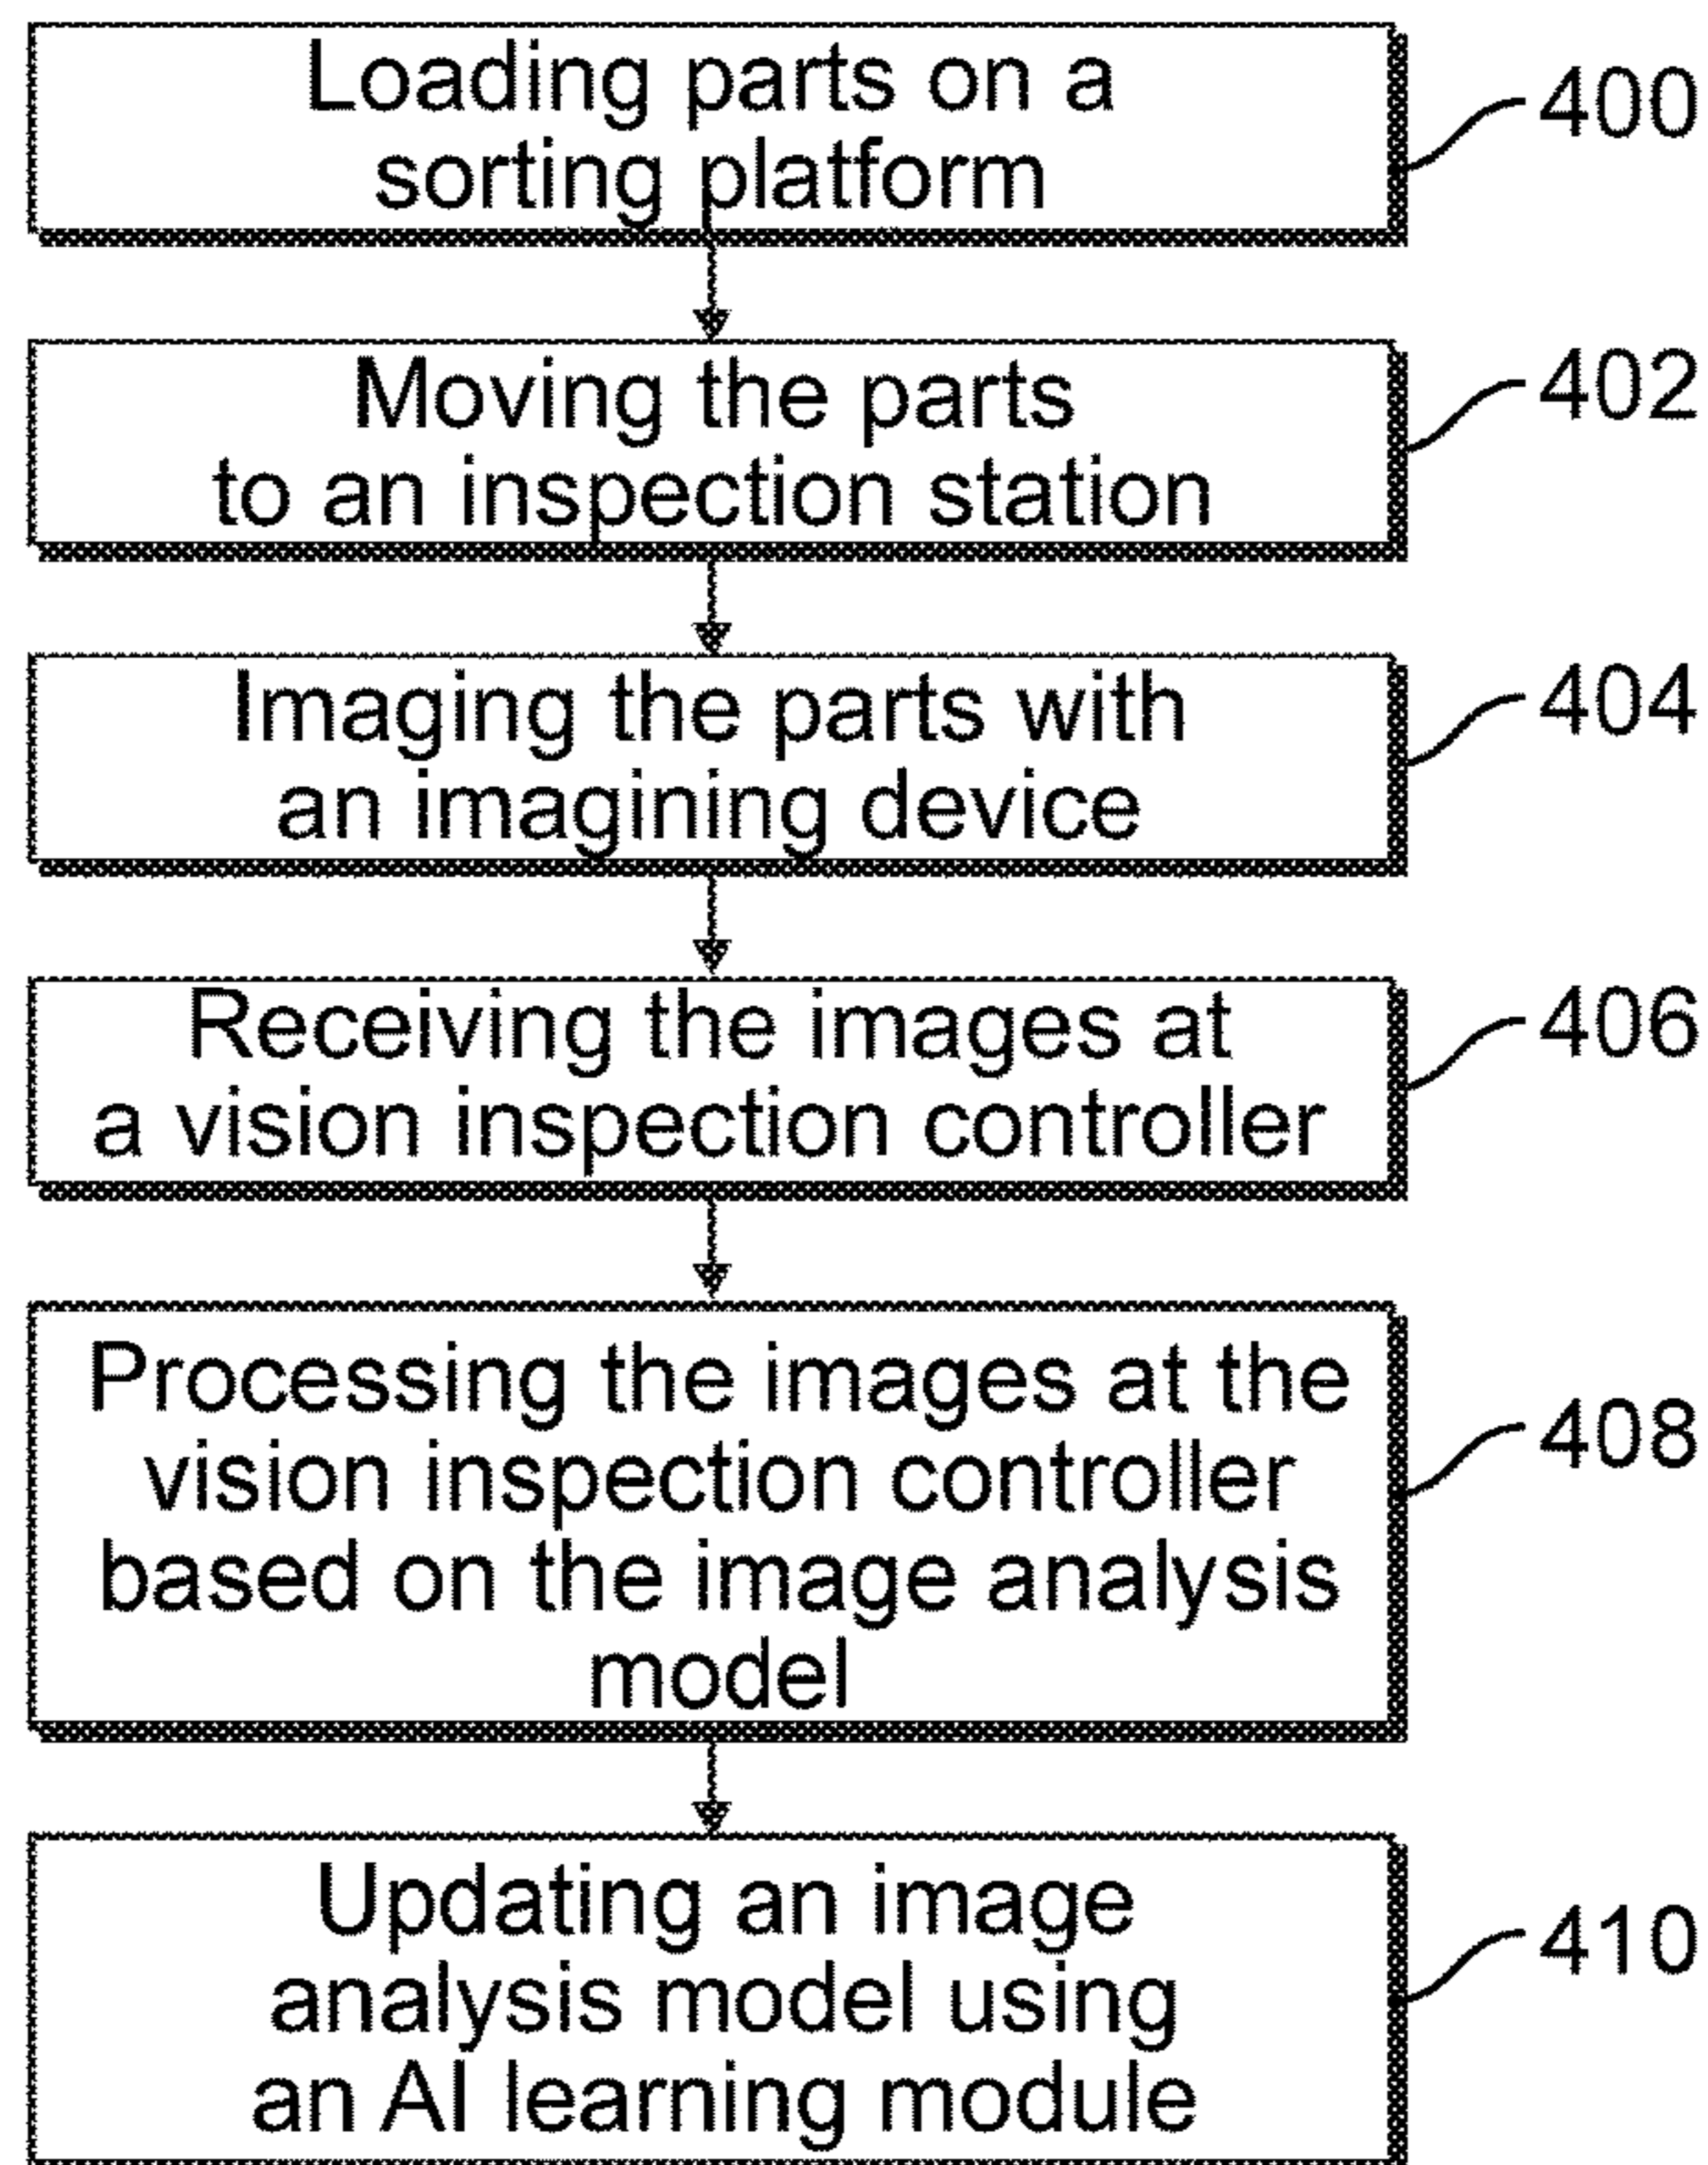 Loading parts on a
sorting platform
400
Moving the parts
to an inspection station
402
Imaging the parts with
an imagining device
404
Receiving the images at
a vision inspection controller
406
Processing the images at the
vision inspection controller
based on the image analysis
model
408
Updating an image
analysis model using
an AI learning module
410